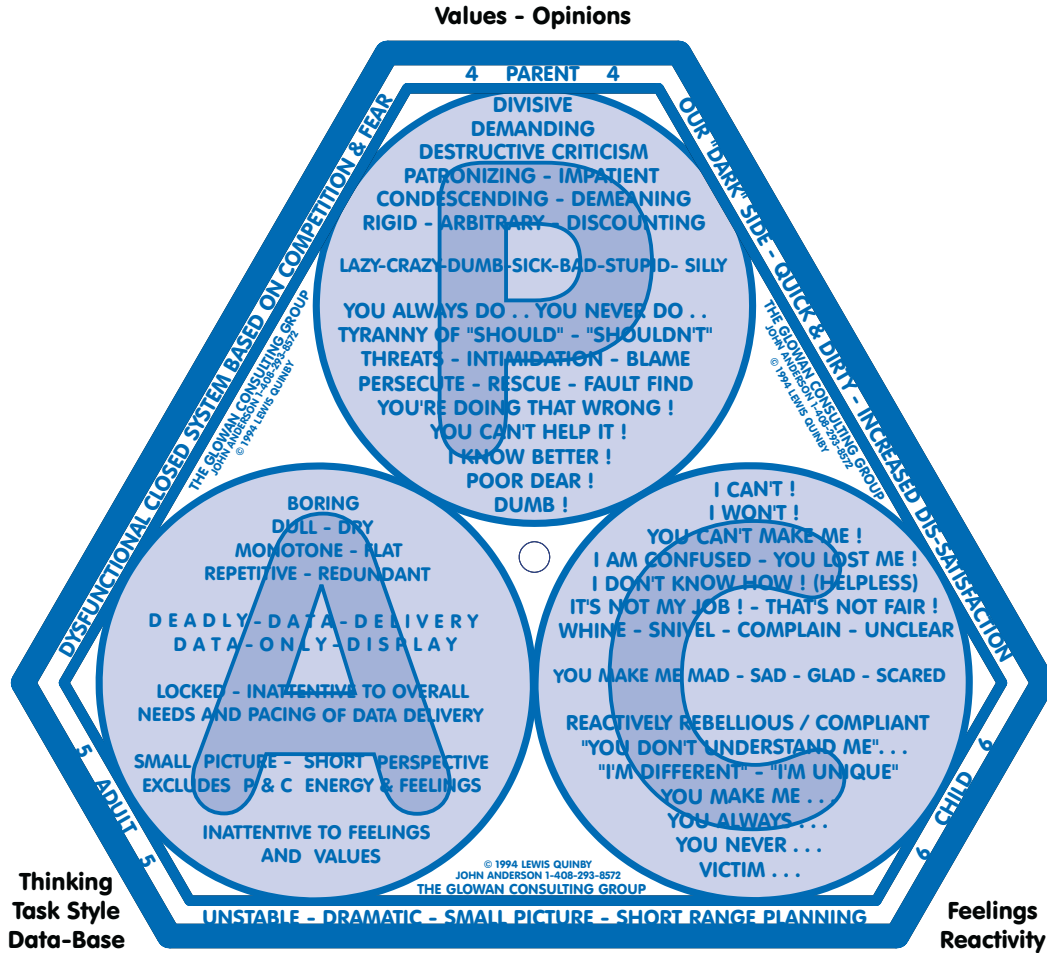 Values - Opinions
4 PARENT 4
DYSFUNCTIONAL CLOSED SYSTEM BASED ON COMPETITION & FEAR
OUR "DARK" SIDE - QUICK & DIRTY - INCREASED DIS-SATISFACTION
DIVISIVE
DEMANDING
DESTRUCTIVE CRITICISM
PATRONIZING - IMPATIENT
CONDESCENDING - DEMEANING
RIGID - ARBITRARY - DISCOUNTING
LAZY-CRAZY-DUMB-SICK-BAD-STUPID- SILLY
YOU ALWAYS DO . . YOU NEVER DO . .
TYRANNY OF "SHOULD" - "SHOULDN'T"
THREATS - INTIMIDATION - BLAME
PERSECUTE - RESCUE - FAULT FIND
YOU'RE DOING THAT WRONG !
YOU CAN'T HELP IT !
I KNOW BETTER !
POOR DEAR !
DUMB !
P
THE GLOWAN CONSULTING GROUP
JOHN ANDERSON 1-408-293-8572
© 1994 LEWIS QUINBY
THE GLOWAN CONSULTING GROUP
JOHN ANDERSON 1-408-293-8572
© 1994 LEWIS QUINBY
BORING
DULL - DRY
MONOTONE - FLAT
REPETITIVE - REDUNDANT
DEADLY-DATA-DELIVERY
DATA-ONLY-DISPLAY
LOCKED - INATTENTIVE TO OVERALL
NEEDS AND PACING OF DATA DELIVERY
SMALL PICTURE - SHORT PERSPECTIVE
EXCLUDES P & C ENERGY & FEELINGS
INATTENTIVE TO FEELINGS
AND VALUES
A
I CAN'T !
I WON'T !
YOU CAN'T MAKE ME !
I AM CONFUSED - YOU LOST ME !
I DON'T KNOW HOW ! (HELPLESS)
IT'S NOT MY JOB ! - THAT'S NOT FAIR !
WHINE - SNIVEL - COMPLAIN - UNCLEAR
YOU MAKE ME MAD - SAD - GLAD - SCARED
REACTIVELY REBELLIOUS / COMPLIANT
"YOU DON'T UNDERSTAND ME". . .
"I'M DIFFERENT" - "I'M UNIQUE"
YOU MAKE ME . . .
YOU ALWAYS . . .
YOU NEVER . . .
VICTIM . . .
C
5 ADULT 5
6 CHILD 6
© 1994 LEWIS QUINBY
JOHN ANDERSON 1-408-293-8572
THE GLOWAN CONSULTING GROUP
UNSTABLE - DRAMATIC - SMALL PICTURE - SHORT RANGE PLANNING
Thinking
Task Style
Data-Base
Feelings
Reactivity